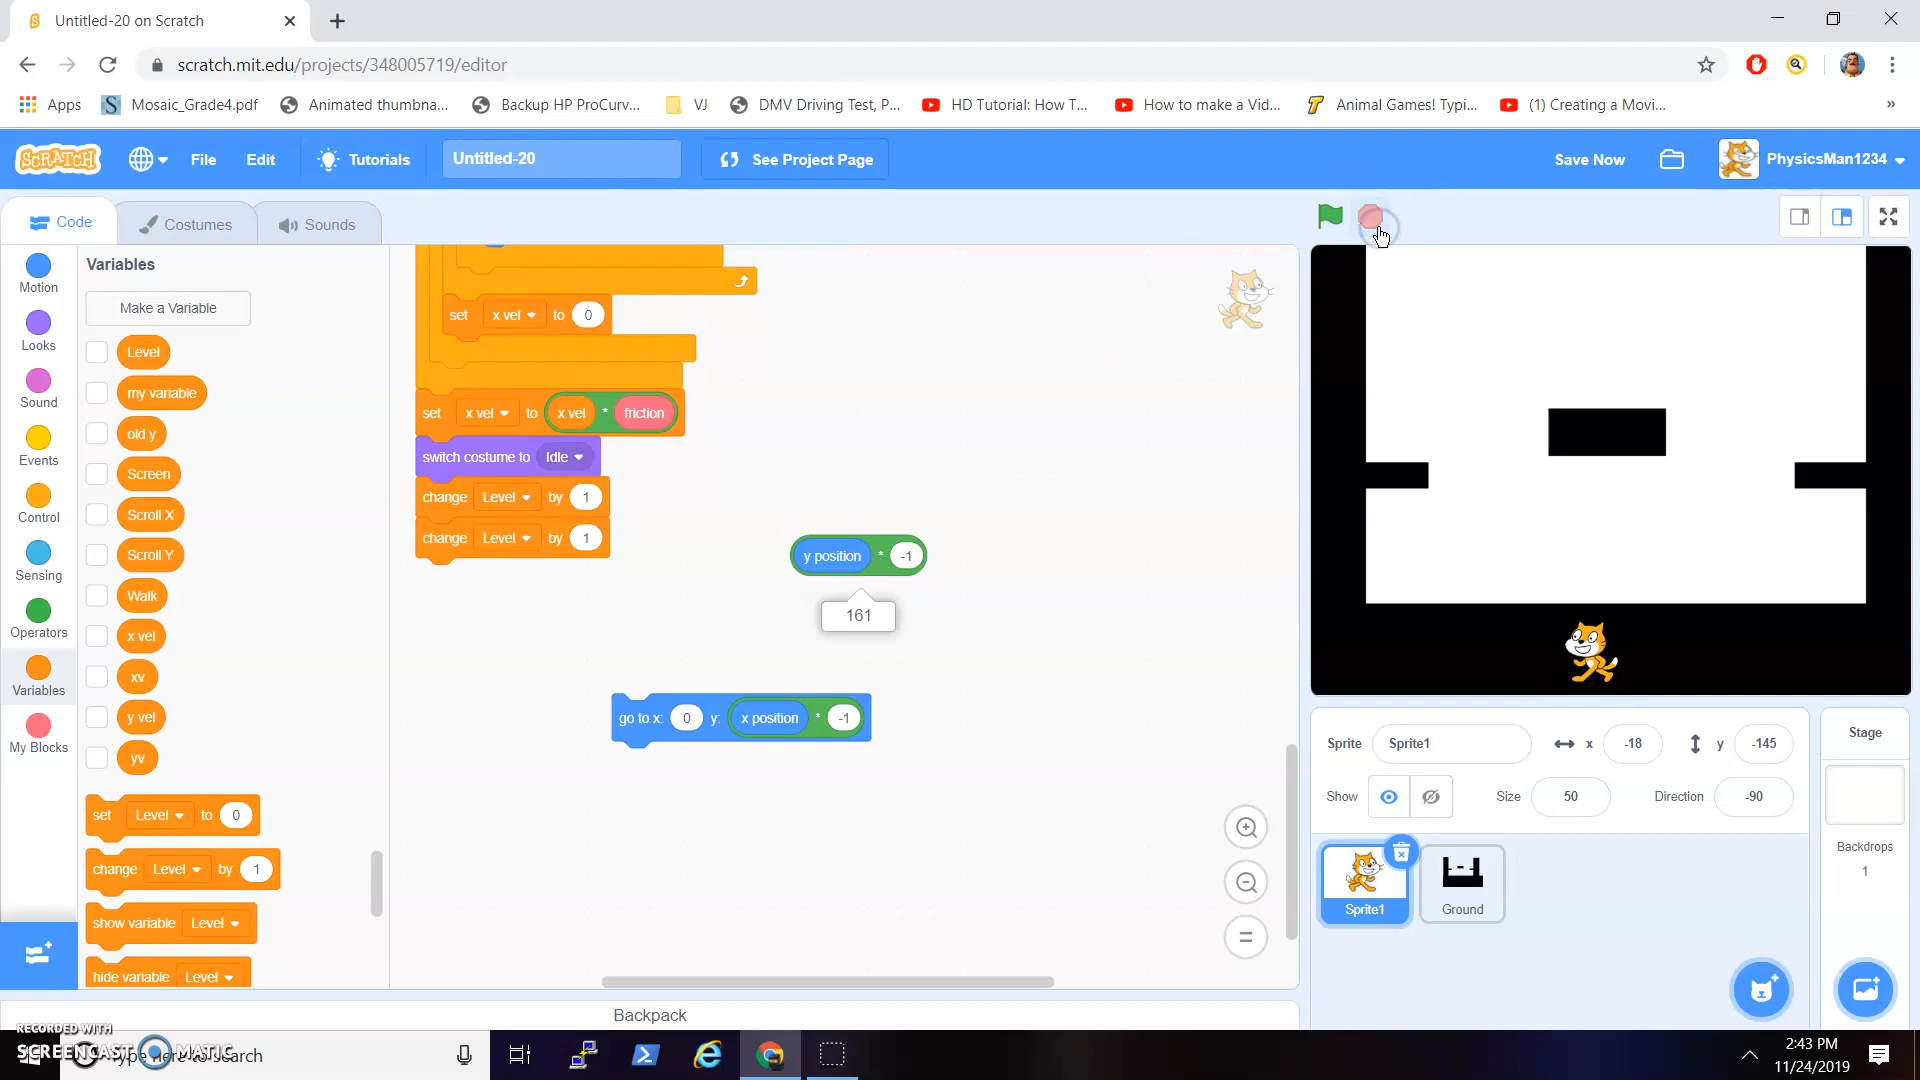 Untitled-20 on Scratch
scratch.mit.edu/projects/348005719/editor
Apps Mosaic_Grade4.pdf Animated thumbna... Backup HP ProCurv... VJ DMV Driving Test, P... HD Tutorial: How T... How to make a Vid... Animal Games! Typi... (1) Creating a Movi... »
SCRATCH File Edit Tutorials Untitled-20 See Project Page Save Now PhysicsMan1234
Code Costumes Sounds
Motion
Looks
Sound
Events
Control
Sensing
Operators
Variables
My Blocks
Variables
Make a Variable
Level
my variable
old y
Screen
Scroll X
Scroll Y
Walk
x vel
xv
y vel
yv
set Level to 0
change Level by 1
show variable Level
hide variable Level
set x vel to 0
set x vel to x vel * friction
switch costume to Idle
change Level by 1
change Level by 1
y position * -1
161
go to x: 0 y: x position * -1
Backpack
Sprite Sprite1 x -18 y -145
Show Size 50 Direction -90
Sprite1
Ground
Stage
Backdrops
1
RECORDED WITH
SCREENCAST MATIC
Type here to search
2:43 PM
11/24/2019